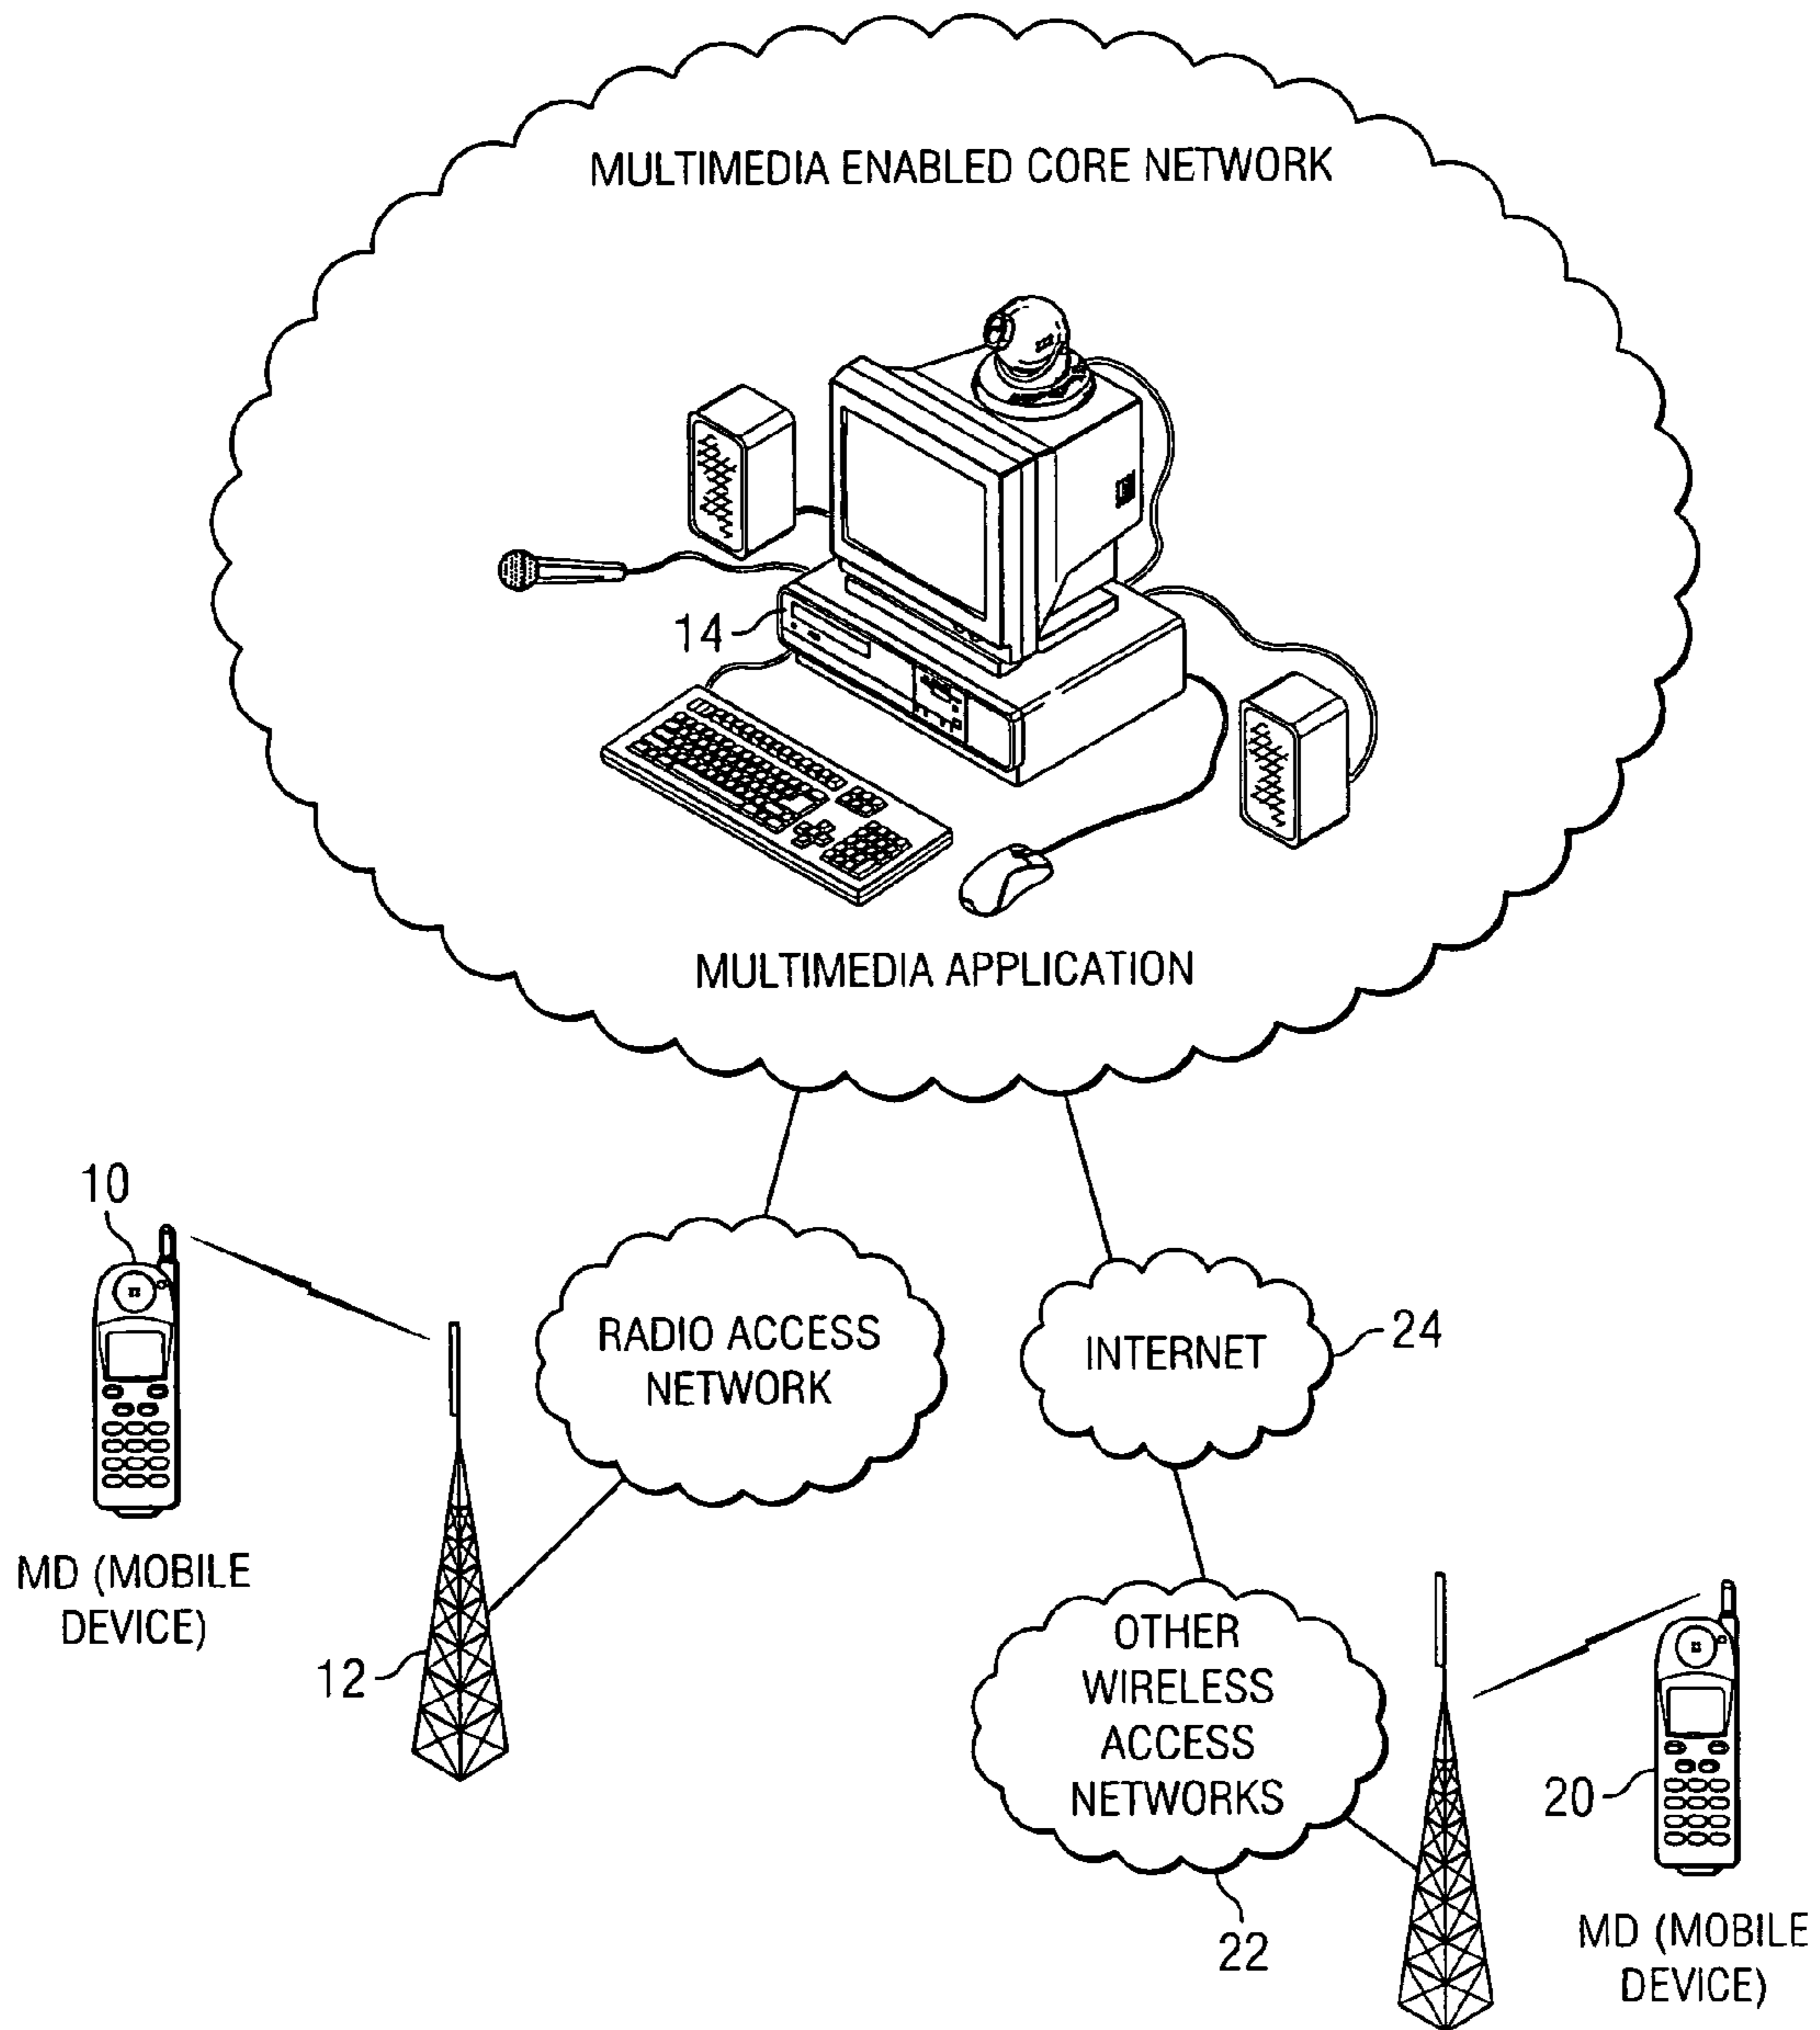 MULTIMEDIA ENABLED CORE NETWORK
14
MULTIMEDIA APPLICATION
10
RADIO ACCESS
NETWORK
INTERNET
24
MD (MOBILE
DEVICE)
12
OTHER
WIRELESS
ACCESS
NETWORKS
20
22
MD (MOBILE
DEVICE)